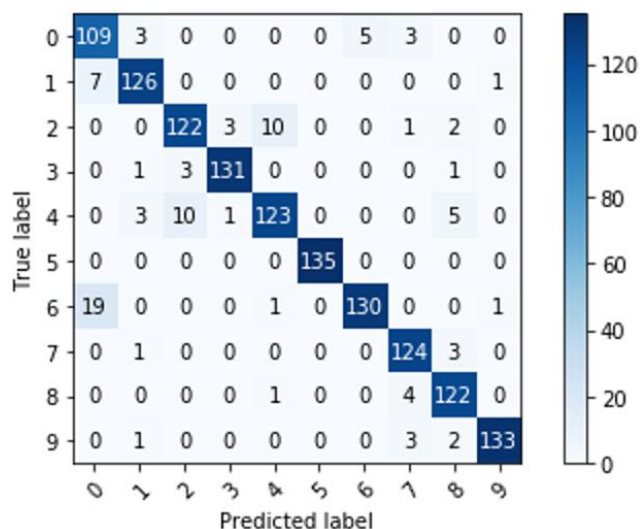 0 109 3 0 0 0 0 5 3 0 0
1 7 126 0 0 0 0 0 0 0 1
2 0 0 122 3 10 0 0 1 2 0
3 0 1 3 131 0 0 0 0 1 0
4 0 3 10 1 123 0 0 0 5 0
5 0 0 0 0 0 135 0 0 0 0
6 19 0 0 0 1 0 130 0 0 1
7 0 1 0 0 0 0 0 124 3 0
8 0 0 0 0 1 0 0 4 122 0
9 0 1 0 0 0 0 0 3 2 133
0 1 2 3 4 5 6 7 8 9
Predicted label
True label
120
100
80
60
40
20
0